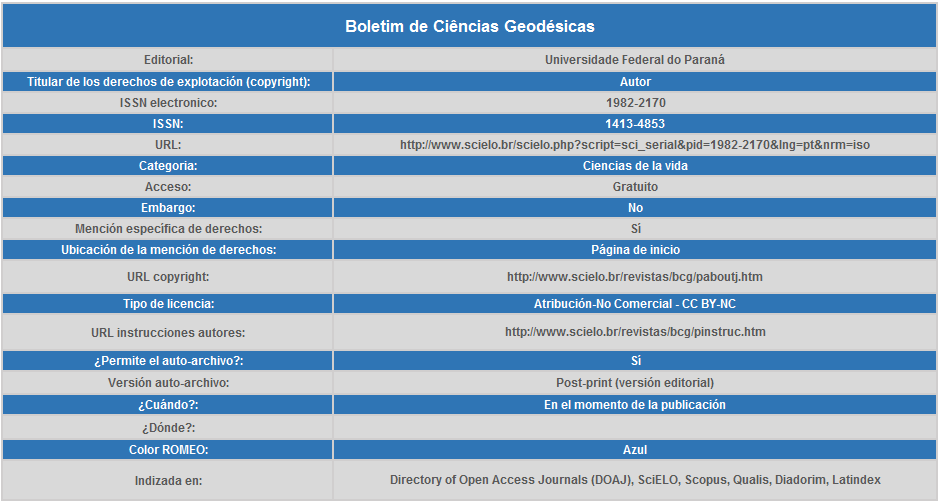 Boletim de Ciências Geodésicas
Editorial: Universidade Federal do Paraná
Titular de los derechos de explotación (copyright): Autor
ISSN electronico: 1982-2170
ISSN: 1413-4853
URL: http://www.scielo.br/scielo.php?script=sci_serial&pid=1982-2170&lng=pt&nrm=iso
Categoria: Ciencias de la vida
Acceso: Gratuito
Embargo: No
Mención específica de derechos: Sí
Ubicación de la mención de derechos: Página de inicio
URL copyright: http://www.scielo.br/revistas/bcg/paboutj.htm
Tipo de licencia: Atribución-No Comercial - CC BY-NC
URL instrucciones autores: http://www.scielo.br/revistas/bcg/pinstruc.htm
¿Permite el auto-archivo?: Sí
Versión auto-archivo: Post-print (versión editorial)
¿Cuándo?: En el momento de la publicación
¿Dónde?:
Color ROMEO: Azul
Indizada en: Directory of Open Access Journals (DOAJ), SciELO, Scopus, Qualis, Diadorim, Latindex